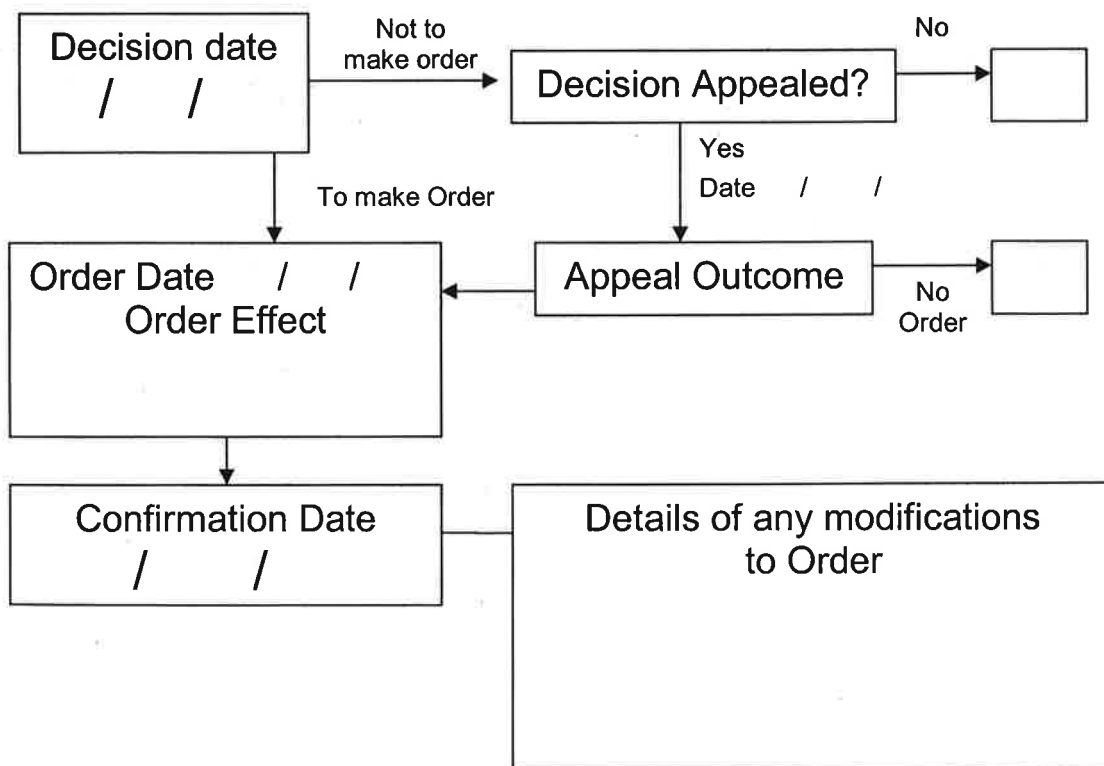 Decision date
/ /
Not to
make order
Decision Appealed?
No
To make Order
Yes
Date / /
Order Date / /
Order Effect
Appeal Outcome
No
Order
Confirmation Date
/ /
Details of any modifications
to Order